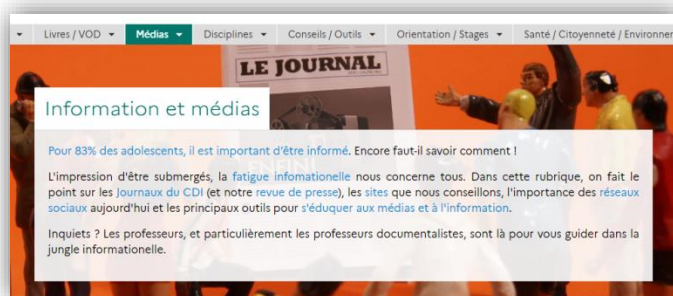 Livres / VOD Médias Disciplines Conseils / Outils Orientation / Stages Santé / Citoyenneté / Environner
LE JOURNAL
Information et médias
Pour 83% des adolescents, il est important d'être informé. Encore faut-il savoir comment !
L'impression d'être submergés, la fatigue infomationelle nous concerne tous. Dans cette rubrique, on fait le
point sur les Journaux du CDI (et notre revue de presse), les sites que nous conseillons, l'importance des réseaux
sociaux aujourd'hui et les principaux outils pour s'éduquer aux médias et à l'information.
Inquiets ? Les professeurs, et particulièrement les professeurs documentalistes, sont là pour vous guider dans la
jungle informationelle.